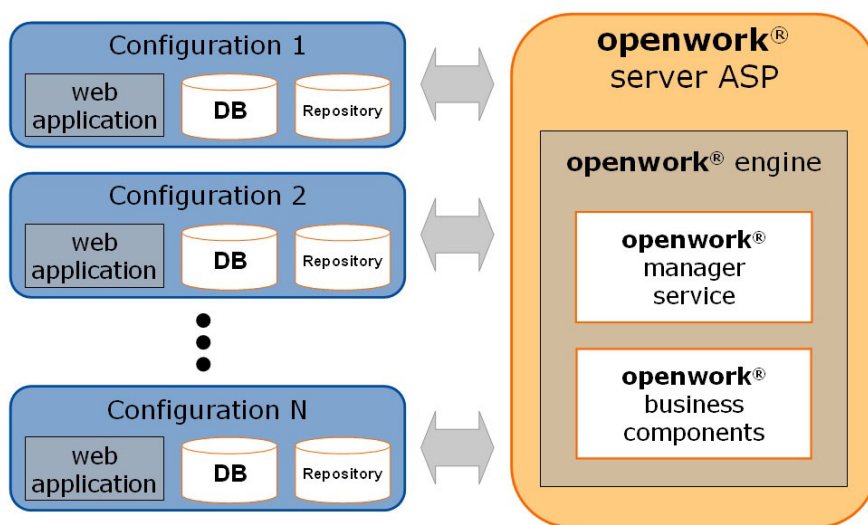 Configuration 1
web
application
DB
Repository
Configuration 2
web
application
DB
Repository
Configuration N
web
application
DB
Repository
openwork®
server ASP
openwork® engine
openwork®
manager
service
openwork®
business
components